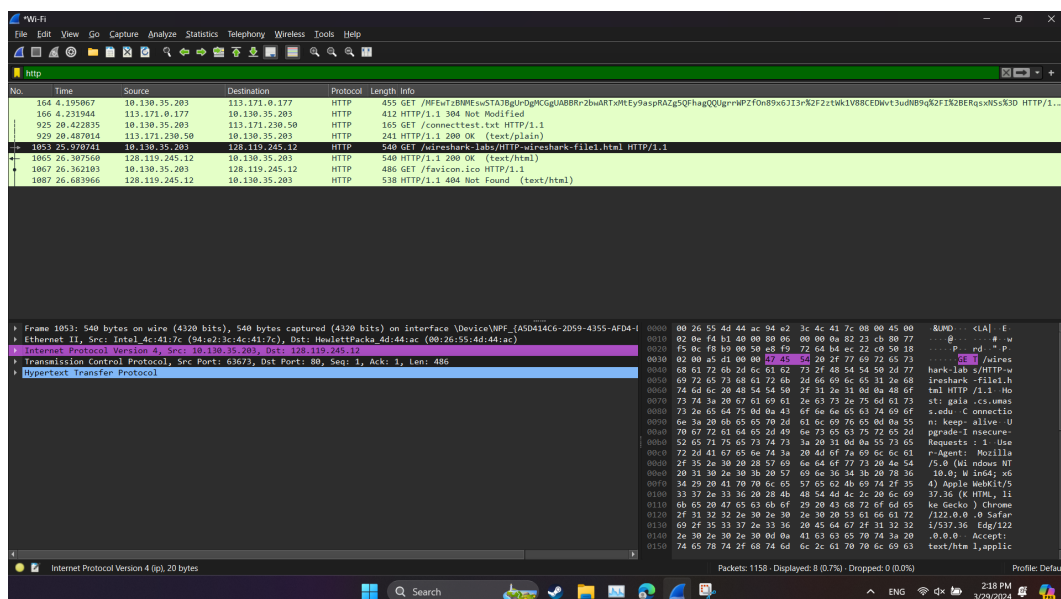 *Wi-Fi
File Edit View Go Capture Analyze Statistics Telephony Wireless Tools Help
http
No. Time Source Destination Protocol Length Info
164 4.195067 10.130.35.203 113.171.0.177 HTTP 455 GET
166 4.231944 113.171.0.177 10.130.35.203 HTTP 412 HTTP/1.1 304 Not Modified
925 20.422835 10.130.35.203 113.171.230.50 HTTP 165 GET /connecttest.txt HTTP/1.1
929 20.487014 113.171.230.50 10.130.35.203 HTTP 241 HTTP/1.1 200 OK (text/plain)
1053 25.970741 10.130.35.203 128.119.245.12 HTTP 540 GET /wireshark-labs/HTTP-wireshark-file1.html HTTP/1.1
1065 26.307560 128.119.245.12 10.130.35.203 HTTP 540 HTTP/1.1 200 OK (text/html)
1067 26.362103 10.130.35.203 128.119.245.12 HTTP 486 GET /favicon.ico HTTP/1.1
1087 26.683966 128.119.245.12 10.130.35.203 HTTP 538 HTTP/1.1 404 Not Found (text/html)
Frame 1053: 540 bytes on wire (4320 bits), 540 bytes captured (4320 bits) on interface \Device\NPF_{A5D414C6-2D59-4355-AFD4-
Ethernet II, Src: Intel_4c:41:7c (94:e2:3c:4c:41:7c), Dst: HewlettPacka_4d:44:ac (00:26:55:4d:44:ac)
Internet Protocol Version 4, Src: 10.130.35.203, Dst: 128.119.245.12
Transmission Control Protocol, Src Port: 63673, Dst Port: 80, Seq: 1, Ack: 1, Len: 486
Hypertext Transfer Protocol
0000 00 26 55 4d 44 ac 94 e2 3c 4c 41 7c 08 00 45 00 ·&UMD··· <LA|··E·
0010 02 0e f4 b1 40 00 80 06 00 00 0a 82 23 cb 80 77 ····@··· ····#··w
0020 f5 0c f8 b9 00 50 e8 f9 72 64 b4 ec 22 c0 50 18 ·····P·· rd··"·P·
0030 02 00 a5 d1 00 00 47 45 54 20 2f 77 69 72 65 73 ······GE T /wires
0040 68 61 72 6b 2d 6c 61 62 73 2f 48 54 54 50 2d 77 hark-lab s/HTTP-w
0050 69 72 65 73 68 61 72 6b 2d 66 69 6c 65 31 2e 68 ireshark -file1.h
0060 74 6d 6c 20 48 54 54 50 2f 31 2e 31 0d 0a 48 6f tml HTTP /1.1··Ho
0070 73 74 3a 20 67 61 69 61 2e 63 73 2e 75 6d 61 73 st: gaia .cs.umas
0080 73 2e 65 64 75 0d 0a 43 6f 6e 6e 65 63 74 69 6f s.edu··C onnectio
0090 6e 3a 20 6b 65 65 70 2d 61 6c 69 76 65 0d 0a 55 n: keep- alive··U
00a0 70 67 72 61 64 65 2d 49 6e 73 65 63 75 72 65 2d pgrade-I nsecure-
00b0 52 65 71 75 65 73 74 73 3a 20 31 0d 0a 55 73 65 Requests : 1··Use
00c0 72 2d 41 67 65 6e 74 3a 20 4d 6f 7a 69 6c 6c 61 r-Agent: Mozilla
00d0 2f 35 2e 30 20 28 57 69 6e 64 6f 77 73 20 4e 54 /5.0 (Wi ndows NT
00e0 20 31 30 2e 30 3b 20 57 69 6e 36 34 3b 20 78 36 10.0; W in64; x6
00f0 34 29 20 41 70 70 6c 65 57 65 62 4b 69 74 2f 35 4) Apple WebKit/5
0100 33 37 2e 33 36 20 28 4b 48 54 4d 4c 2c 20 6c 69 37.36 (K HTML, li
0110 6b 65 20 47 65 63 6b 6f 29 20 43 68 72 6f 6d 65 ke Gecko ) Chrome
0120 2f 31 32 32 2e 30 2e 30 2e 30 20 53 61 66 61 72 /122.0.0 .0 Safar
0130 69 2f 35 33 37 2e 33 36 20 45 64 67 2f 31 32 32 i/537.36 Edg/122
0140 2e 30 2e 30 2e 30 0d 0a 41 63 63 65 70 74 3a 20 .0.0.0·· Accept:
0150 74 65 78 74 2f 68 74 6d 6c 2c 61 70 70 6c 69 63 text/htm l,applic
Internet Protocol Version 4 (ip), 20 bytes Packets: 1158 · Displayed: 8 (0.7%) · Dropped: 0 (0.0%) Profile: Defau
Search ENG 2:18 PM
3/29/2024